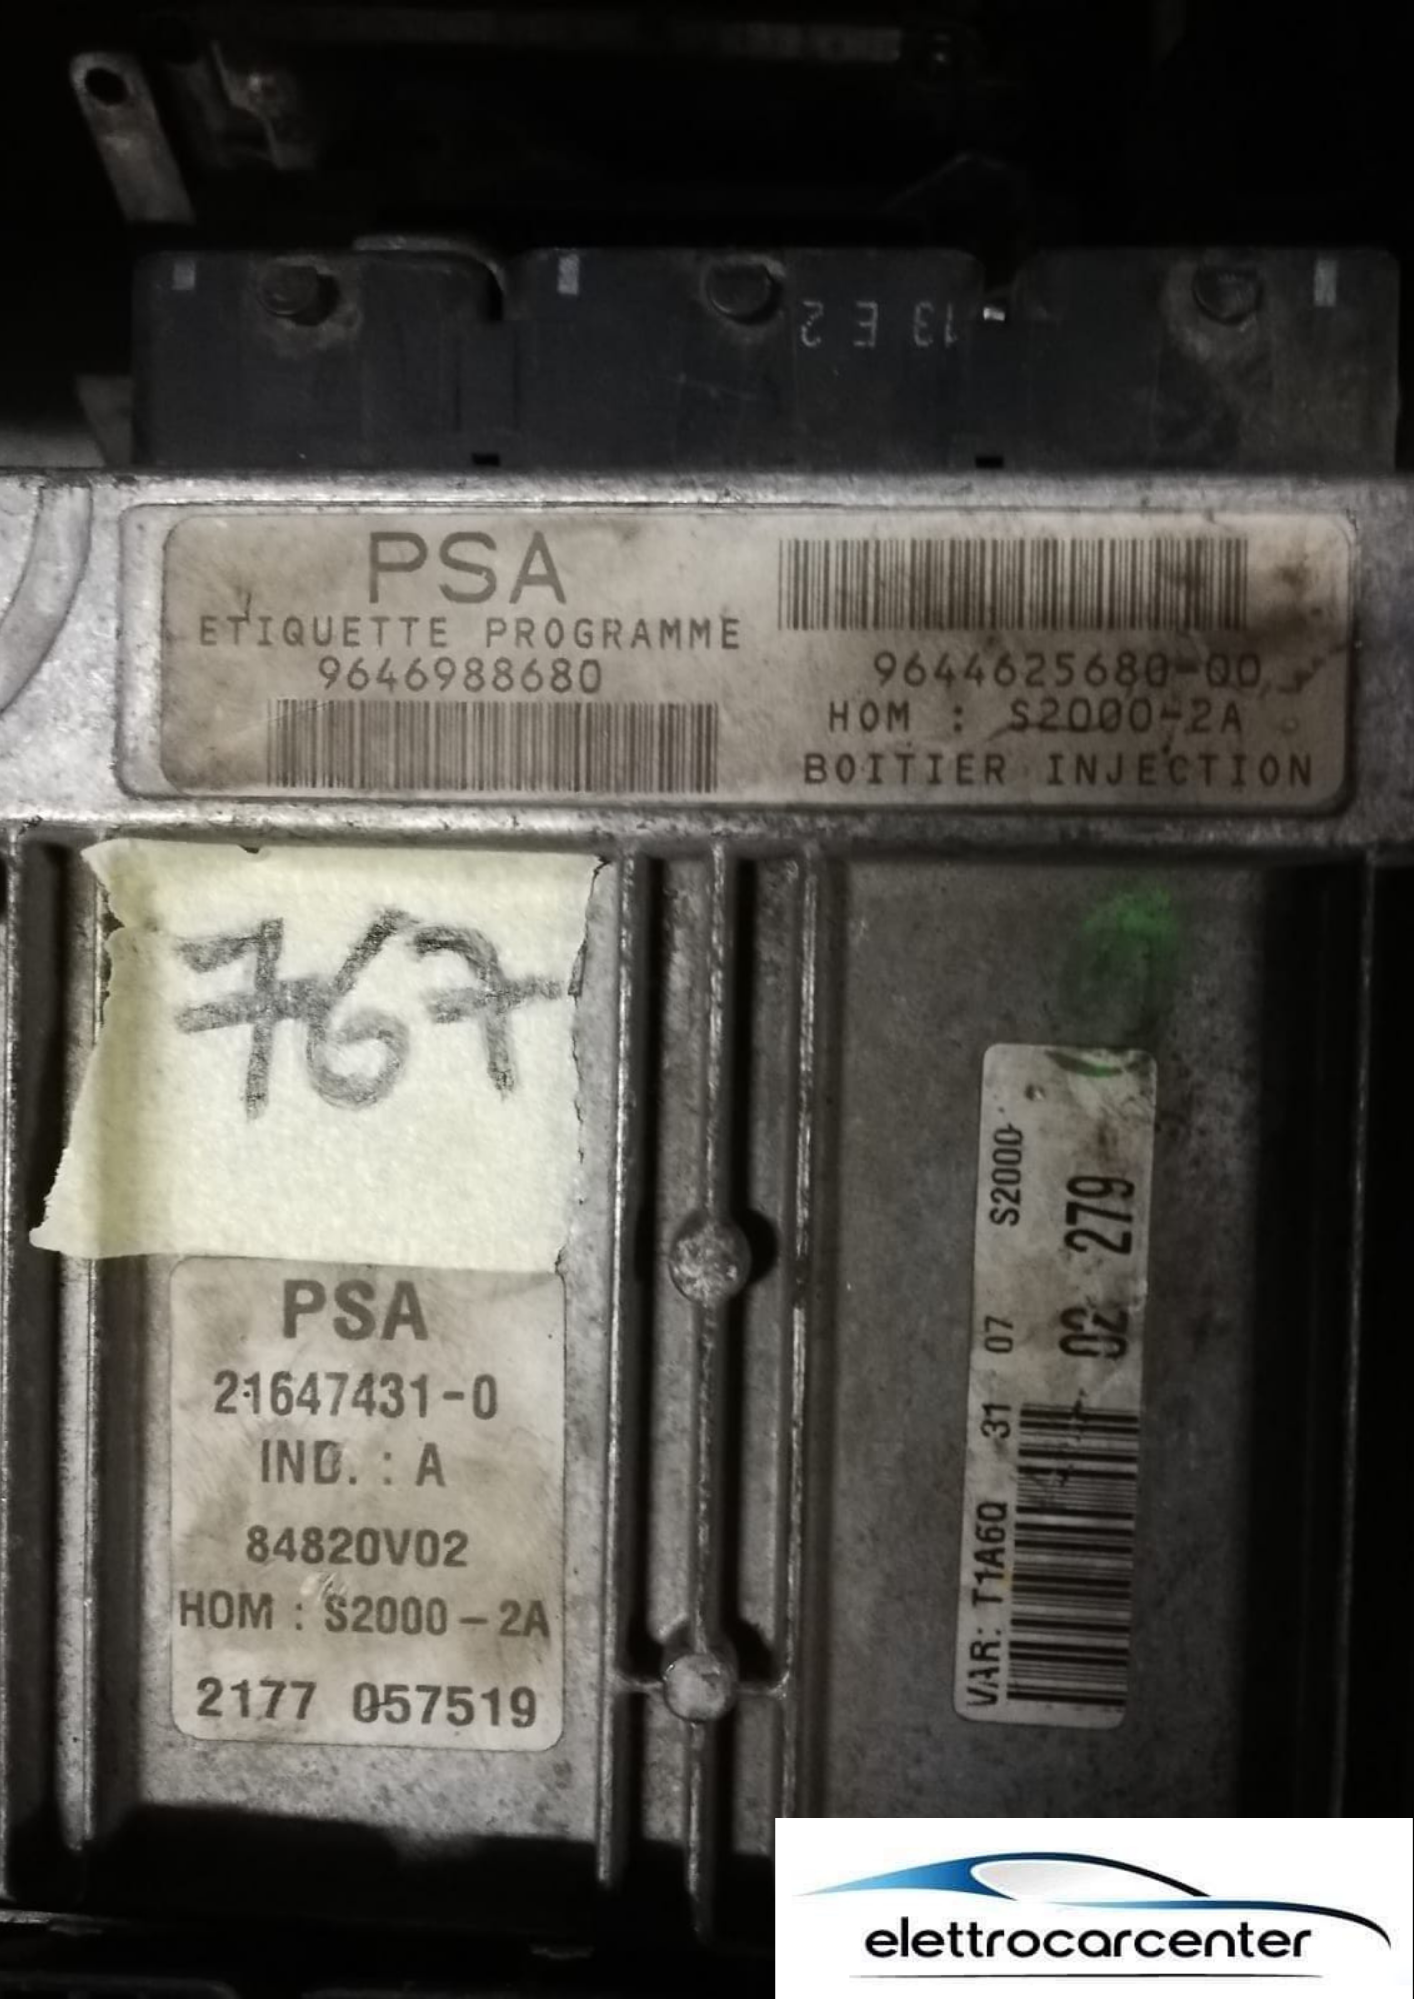 13 E 2
PSA
ETIQUETTE PROGRAMME
9646988680
9644625680-00
HOM : S2000-2A
BOITIER INJECTION
767
PSA
21647431-0
IND. : A
84820V02
HOM : S2000-2A
2177 057519
VAR: T1A6Q 31 07 S2000
02 279
elettrocarcenter